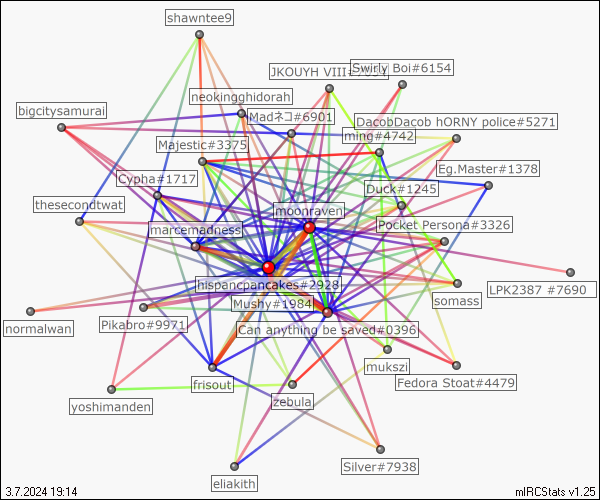 shawntee9
JKOUYH VIII
Swirly Boi#6154
neokingghidorah
bigcitysamurai
Madネコ#6901
DacobDacob hORNY police#5271
ming#4742
Majestic#3375
Eg.Master#1378
Cypha#1717
Duck#1245
thesecondtwat
moonraven
marcemadness
Pocket Persona#3326
hispancpancakes#2928
LPK2387 #7690
somass
Mushy#1984
normalwan
Pikabro#9971
Can anything be saved#0396
mukszi
frisout
Fedora Stoat#4479
yoshimanden
zebula
eliakith
Silver#7938
3.7.2024 19:14
mIRCStats v1.25